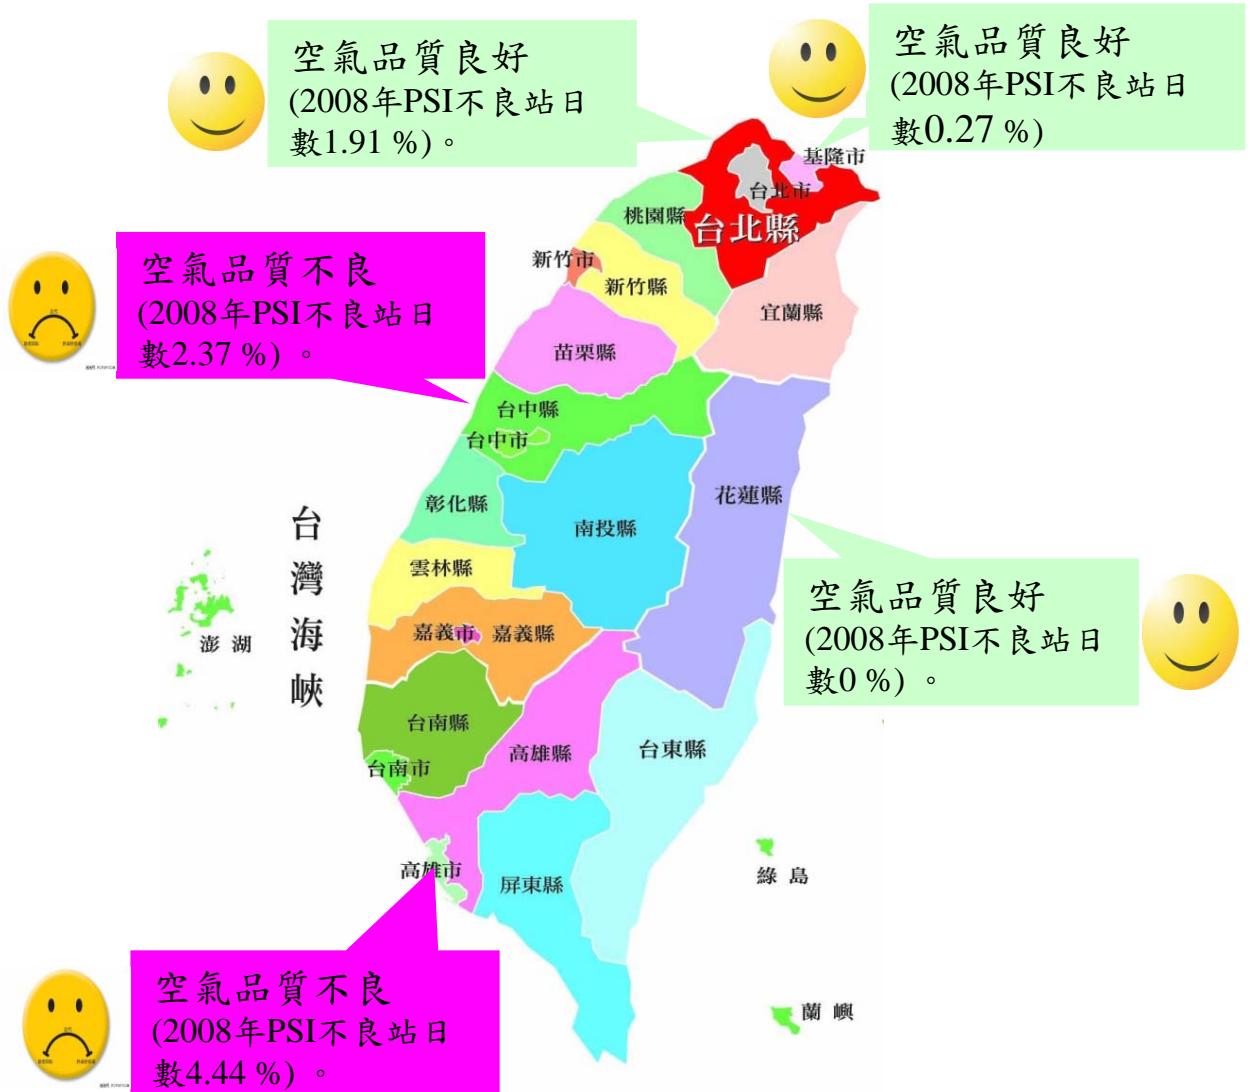 空氣品質良好
(2008年PSI不良站日
數1.91 %)。
空氣品質良好
(2008年PSI不良站日
數0.27 %)
基隆市
台北市
台北縣
桃園縣
新竹市
新竹縣
宜蘭縣
空氣品質不良
(2008年PSI不良站日
數2.37 %) 。
苗栗縣
台中縣
台中市
彰化縣
南投縣
花蓮縣
雲林縣
台灣海峽
澎湖
嘉義市
嘉義縣
空氣品質良好
(2008年PSI不良站日
數0 %) 。
台南縣
台南市
高雄縣
台東縣
高雄市
屏東縣
綠島
蘭嶼
空氣品質不良
(2008年PSI不良站日
數4.44 %) 。